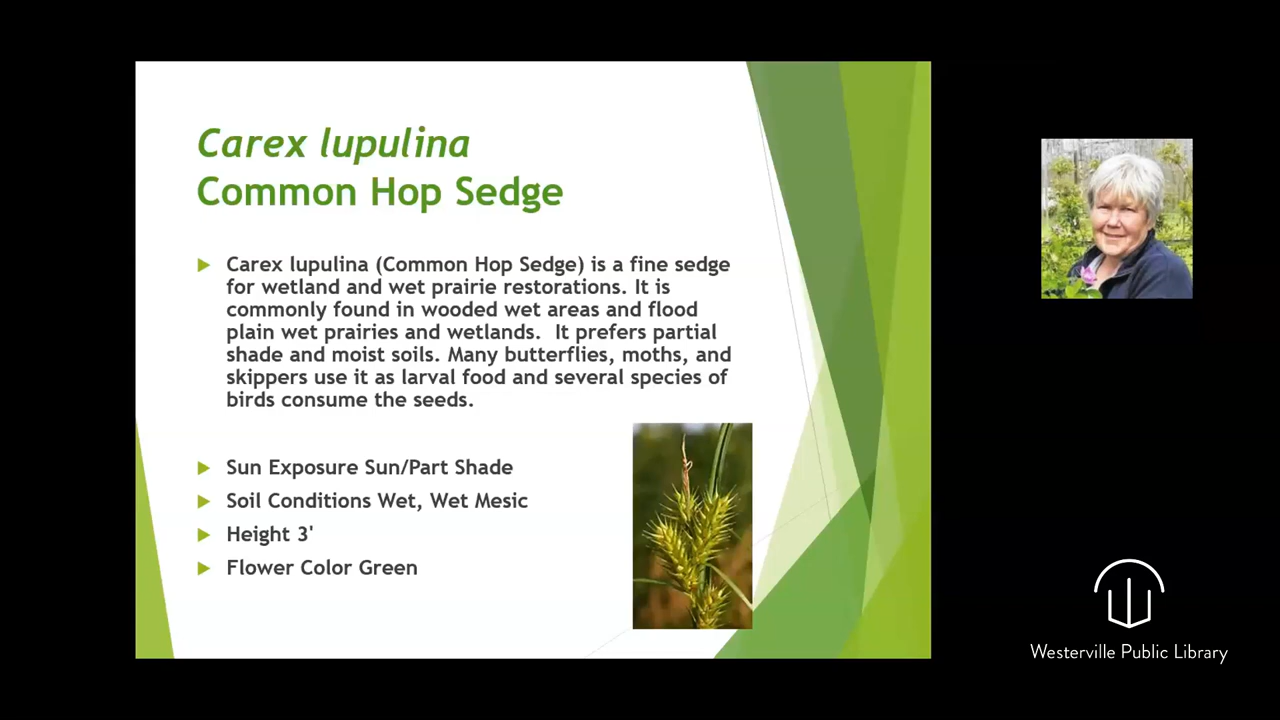 Carex lupulina
Common Hop Sedge
Carex lupulina (Common Hop Sedge) is a fine sedge
for wetland and wet prairie restorations. It is
commonly found in wooded wet areas and flood
plain wet prairies and wetlands.  It prefers partial
shade and moist soils. Many butterflies, moths, and
skippers use it as larval food and several species of
birds consume the seeds.
Sun Exposure Sun/Part Shade
Soil Conditions Wet, Wet Mesic
Height 3'
Flower Color Green
Westerville Public Library